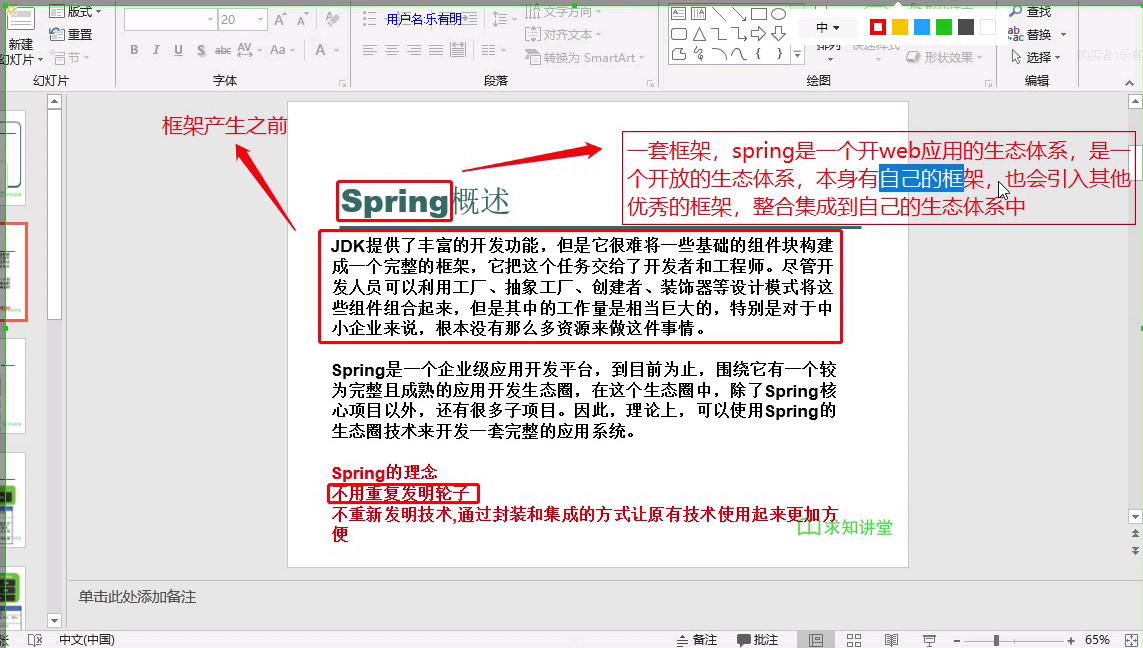 版式
20
用户名:乐有朋
文字方向
中
查找
新建
重置
对齐文本
排列
快速样式
替换
幻灯片
节
B I U S abc AV Aa A
转换为 SmartArt
形状效果
选择
购买者:乐有
幻灯片
字体
段落
绘图
编辑
框架产生之前
一套框架，spring是一个开web应用的生态体系，是一
个开放的生态体系，本身有自己的框架，也会引入其他
优秀的框架，整合集成到自己的生态体系中
Spring概述
JDK提供了丰富的开发功能，但是它很难将一些基础的组件块构建
成一个完整的框架，它把这个任务交给了开发者和工程师。尽管开
发人员可以利用工厂、抽象工厂、创建者、装饰器等设计模式将这
些组件组合起来，但是其中的工作量是相当巨大的，特别是对于中
小企业来说，根本没有那么多资源来做这件事情。
Spring是一个企业级应用开发平台，到目前为止，围绕它有一个较
为完整且成熟的应用开发生态圈，在这个生态圈中，除了Spring核
心项目以外，还有很多子项目。因此，理论上，可以使用Spring的
生态圈技术来开发一套完整的应用系统。
Spring的理念
不用重复发明轮子
不重新发明技术,通过封装和集成的方式让原有技术使用起来更加方
便
求知讲堂
单击此处添加备注
张
中文(中国)
备注
批注
65%